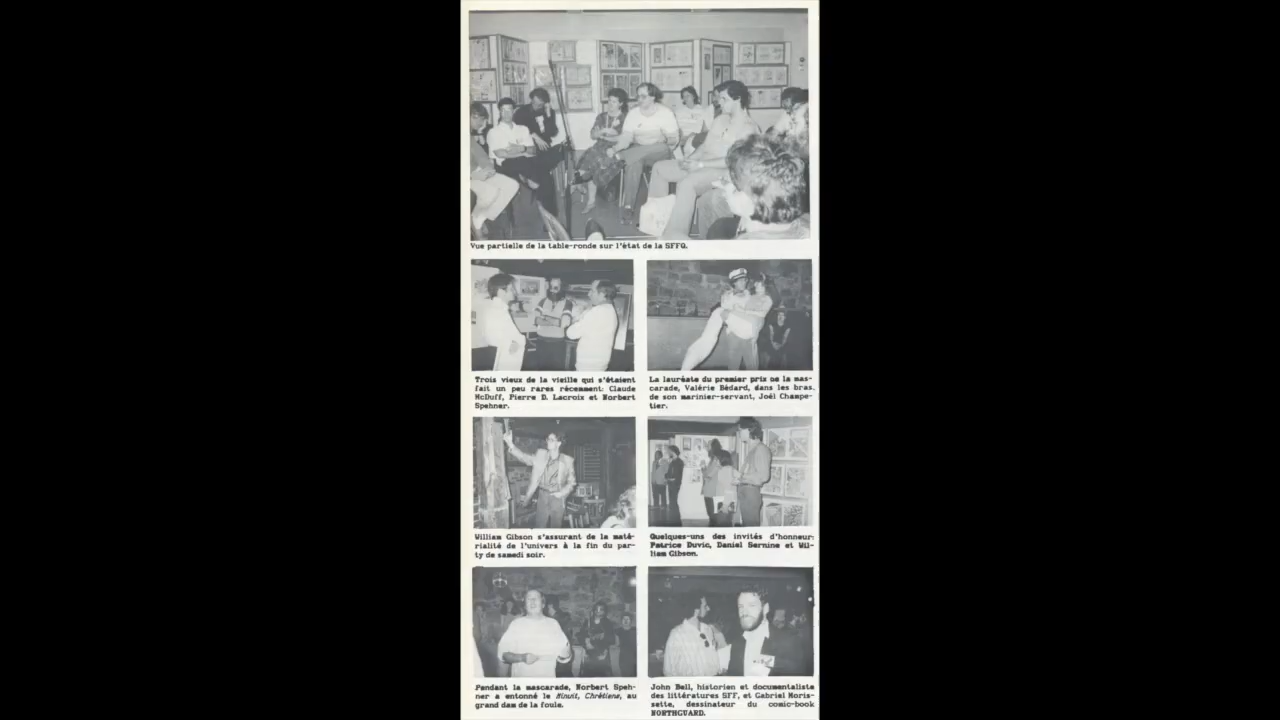 Vue partielle de la table-ronde sur l'état de la SFFQ.
Trois vieux de la vieille qui s'étaient
fait un peu rares récemment: Claude
McDuff, Pierre D. Lacroix et Norbert
Spehner.
La lauréate du premier prix de la mas-
carade, Valérie Bédard, dans les bras
de son marinier-servant, Joël Champe-
tier.
William Gibson s'assurant de la maté-
rialité de l'univers à la fin du par-
ty de samedi soir.
Quelques-uns des invités d'honneur:
Patrice Duvic, Daniel Sernine et Wil-
liam Gibson.
Pendant la mascarade, Norbert Speh-
ner a entonné le Minuit, Chrétiens, au
grand dam de la foule.
John Bell, historien et documentaliste
des littératures SFF, et Gabriel Moris-
sette, dessinateur du comic-book
NORTHGUARD.